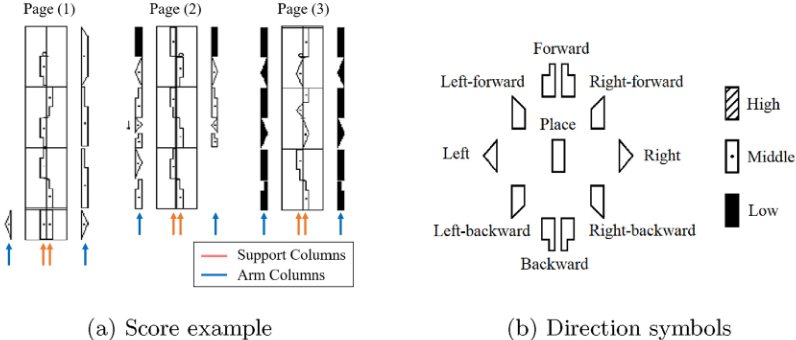 Page (1) Page (2) Page (3)
Support Columns
Arm Columns
(a) Score example
Forward
Left-forward Right-forward
Place
Left Right
Left-backward Right-backward
Backward
High
Middle
Low
(b) Direction symbols